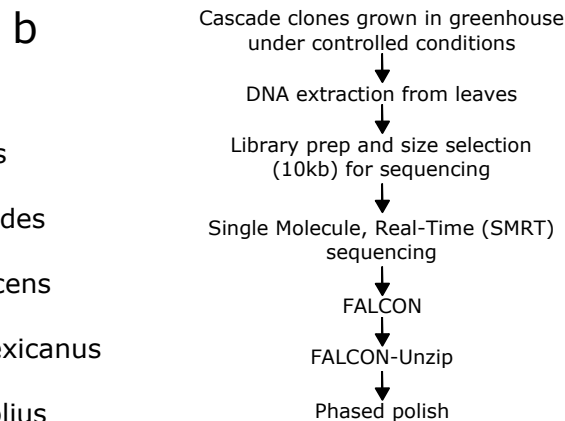 b
Cascade clones grown in greenhouse
under controlled conditions
DNA extraction from leaves
Library prep and size selection
(10kb) for sequencing
Single Molecule, Real-Time (SMRT)
sequencing
FALCON
FALCON-Unzip
Phased polish
s
des
cens
exicanus
olius